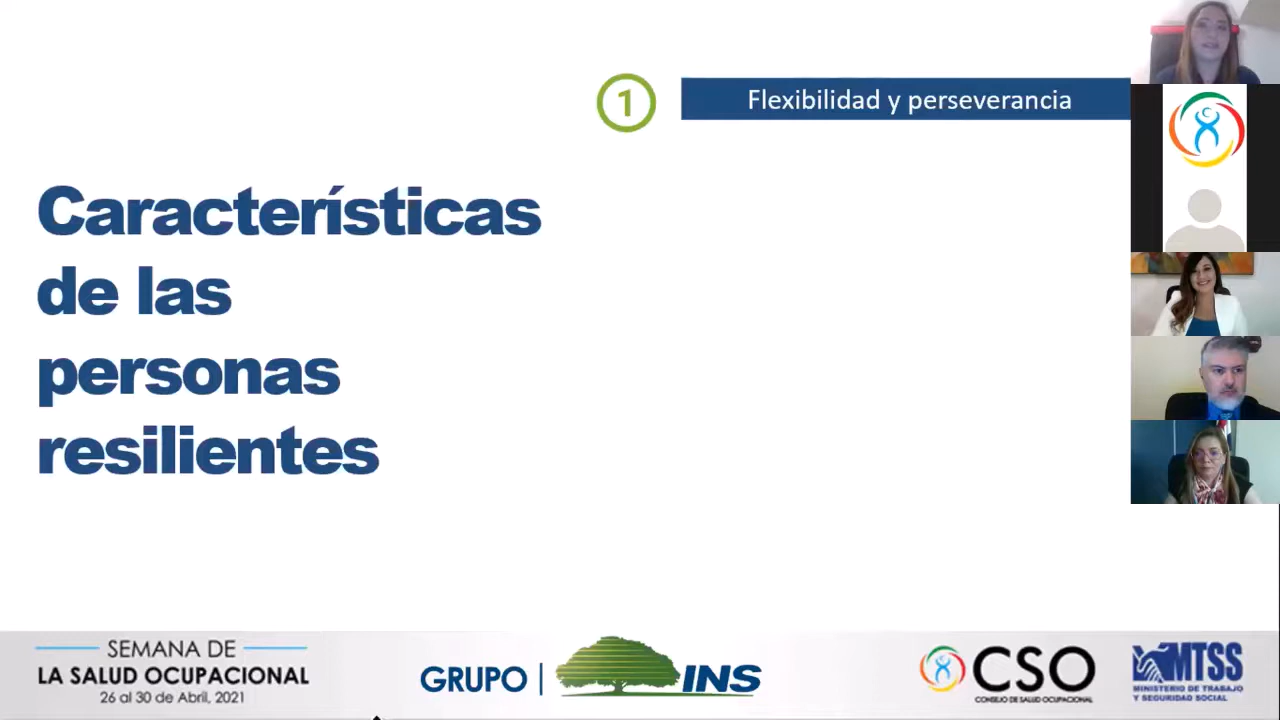 1
Flexibilidad y perseverancia
Características
de las
personas
resilientes
SEMANA DE
LA SALUD OCUPACIONAL
26 al 30 de Abril, 2021
GRUPO | INS
CSO
CONSEJO DE SALUD OCUPACIONAL
MTSS
MINISTERIO DE TRABAJO
Y SEGURIDAD SOCIAL